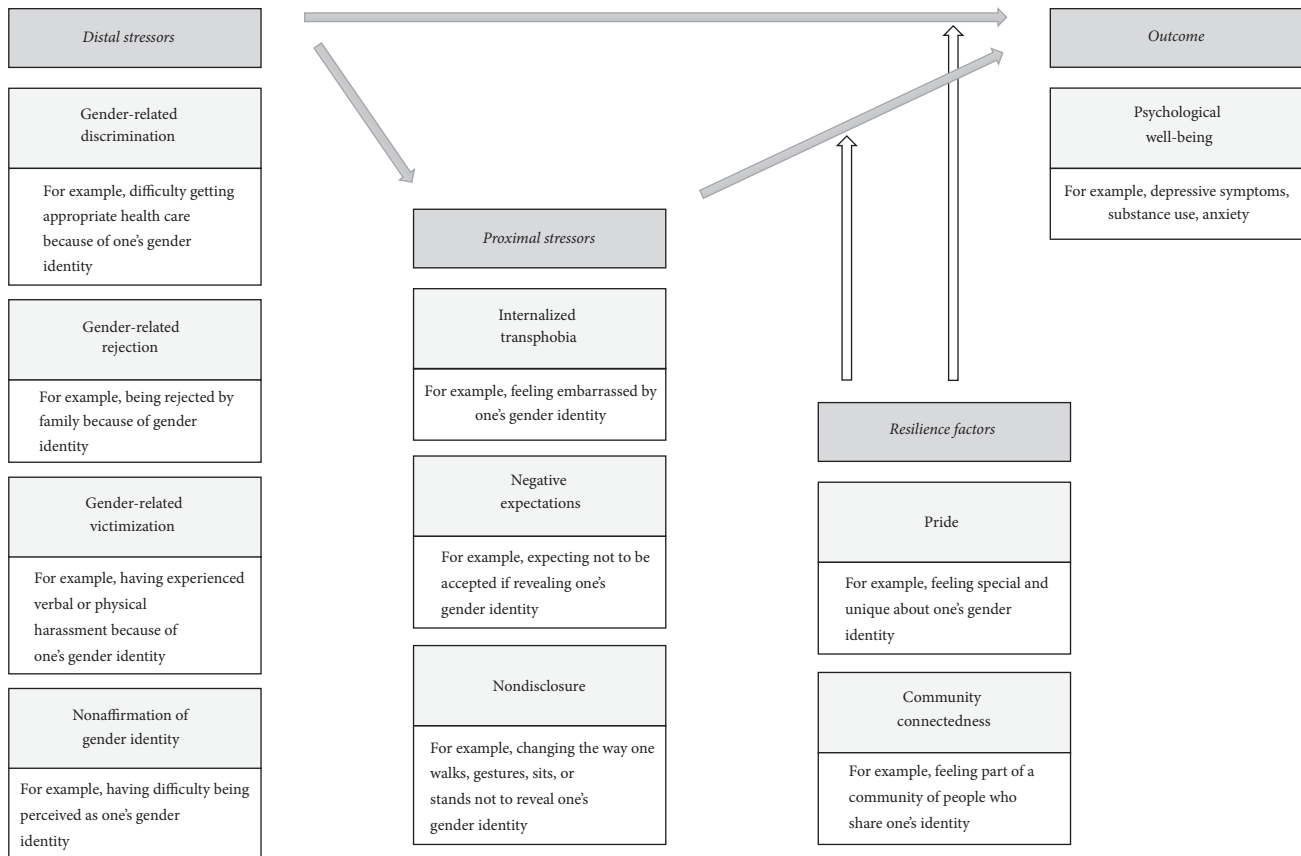 Distal stressors
Gender-related
discrimination
For example, difficulty getting
appropriate health care
because of one's gender
identity
Gender-related
rejection
For example, being rejected by
family because of gender
identity
Gender-related
victimization
For example, having experienced
verbal or physical
harassment because of
one's gender identity
Nonaffirmation of
gender identity
For example, having difficulty being
perceived as one's gender
identity
Proximal stressors
Internalized
transphobia
For example, feeling embarrassed by
one's gender identity
Negative
expectations
For example, expecting not to be
accepted if revealing one's
gender identity
Nondisclosure
For example, changing the way one
walks, gestures, sits, or
stands not to reveal one's
gender identity
Resilience factors
Pride
For example, feeling special and
unique about one's gender
identity
Community
connectedness
For example, feeling part of a
community of people who
share one's identity
Outcome
Psychological
well-being
For example, depressive symptoms,
substance use, anxiety